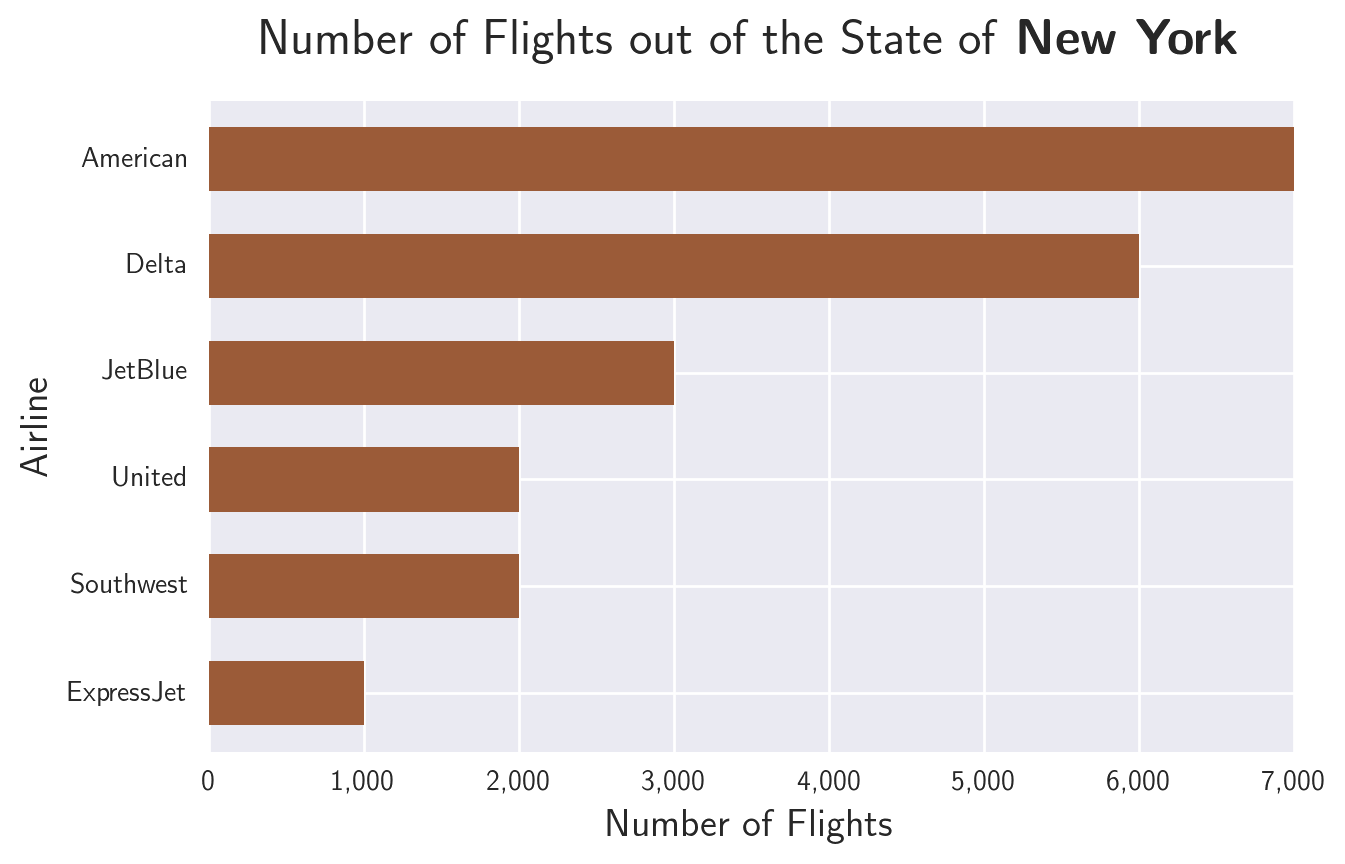 Number of Flights out of the State of New York
American
Delta
JetBlue
United
Southwest
ExpressJet
Airline
0 1,000 2,000 3,000 4,000 5,000 6,000 7,000
Number of Flights